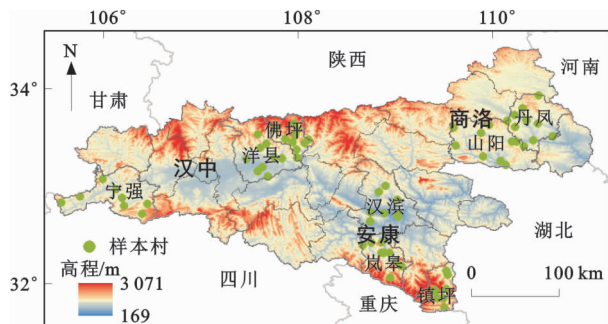 106°
108°
110°
N
陕西
河南
34°
甘肃
商洛
丹凤
佛坪
山阳
洋县
汉中
宁强
汉滨
湖北
样本村
安康
高程/m
四川
岚皋
3 071
0 100 km
32°
镇坪
169
重庆